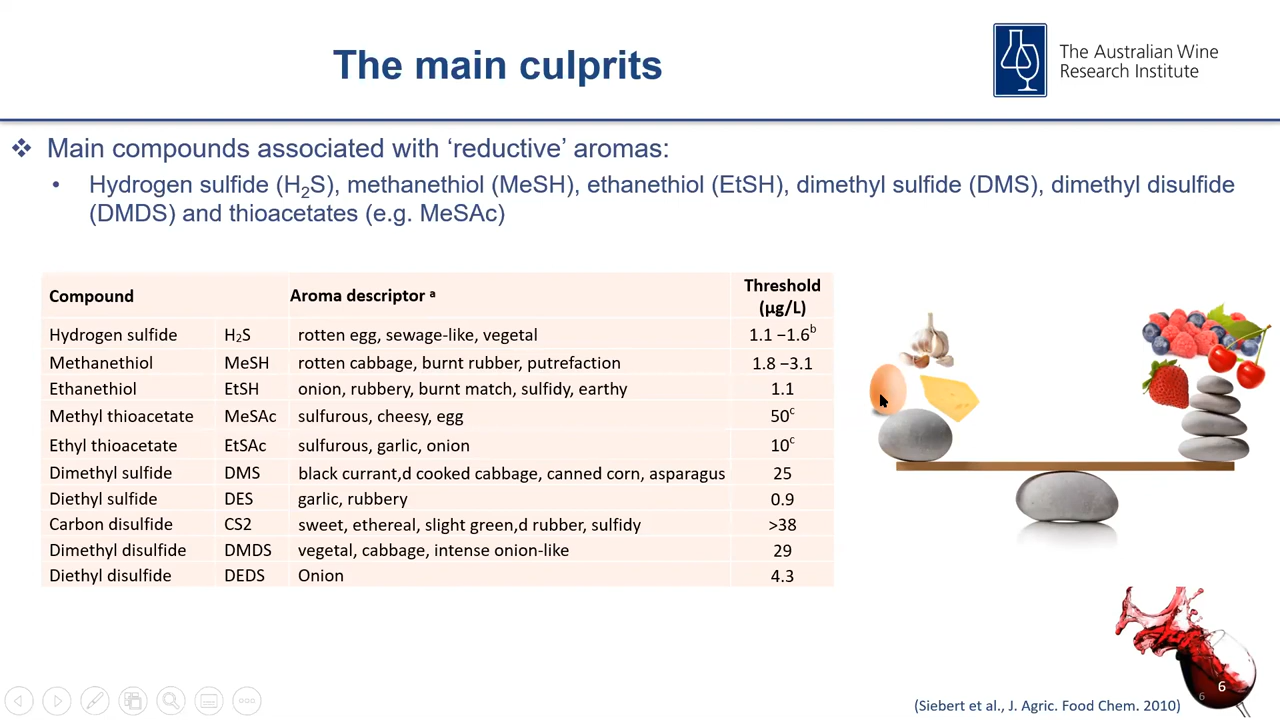 The main culprits
The Australian Wine
Research Institute
❖ Main compounds associated with ‘reductive’ aromas:
• Hydrogen sulfide (H₂S), methanethiol (MeSH), ethanethiol (EtSH), dimethyl sulfide (DMS), dimethyl disulfide
(DMDS) and thioacetates (e.g. MeSAc)
Compound Aroma descriptor ᵃ Threshold (µg/L)
Hydrogen sulfide H₂S rotten egg, sewage-like, vegetal 1.1 −1.6ᵇ
Methanethiol MeSH rotten cabbage, burnt rubber, putrefaction 1.8 −3.1
Ethanethiol EtSH onion, rubbery, burnt match, sulfidy, earthy 1.1
Methyl thioacetate MeSAc sulfurous, cheesy, egg 50ᶜ
Ethyl thioacetate EtSAc sulfurous, garlic, onion 10ᶜ
Dimethyl sulfide DMS black currant,d cooked cabbage, canned corn, asparagus 25
Diethyl sulfide DES garlic, rubbery 0.9
Carbon disulfide CS2 sweet, ethereal, slight green,d rubber, sulfidy >38
Dimethyl disulfide DMDS vegetal, cabbage, intense onion-like 29
Diethyl disulfide DEDS Onion 4.3
(Siebert et al., J. Agric. Food Chem. 2010)
6
6